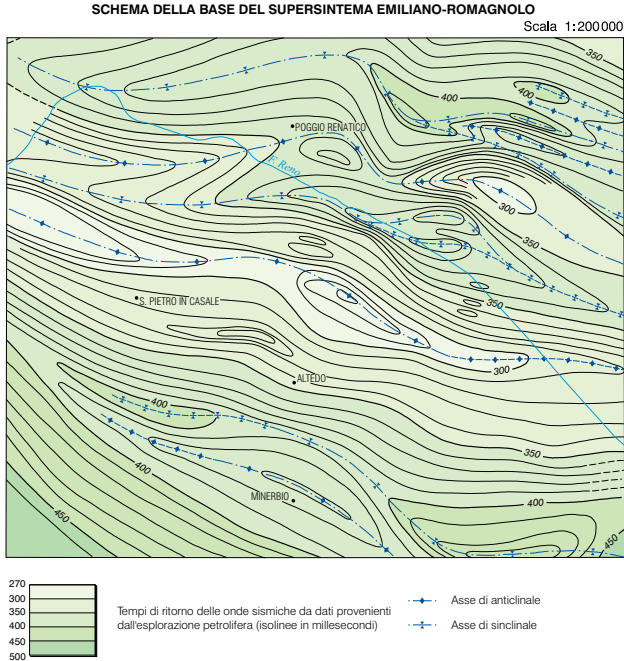 SCHEMA DELLA BASE DEL SUPERSINTEMA EMILIANO-ROMAGNOLO
Scala 1:200000
350
400
400
POGGIO RENATICO
F. Reno
300
350
S. PIETRO IN CASALE
350
300
ALTEDO
400
350
400
MINERBIO
400
450
450
270
300
350
400
450
500
Tempi di ritorno delle onde sismiche da dati provenienti
dall'esplorazione petrolifera (isolinee in millesecondi)
Asse di anticlinale
Asse di sinclinale